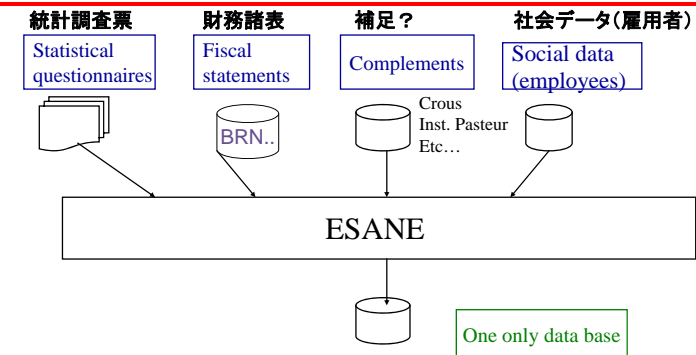 統計調査票
財務諸表
補足？
社会データ（雇用者）
Statistical
questionnaires
Fiscal
statements
Complements
Social data
(employees)
BRN..
Crous
Inst. Pasteur
Etc…
ESANE
One only data base